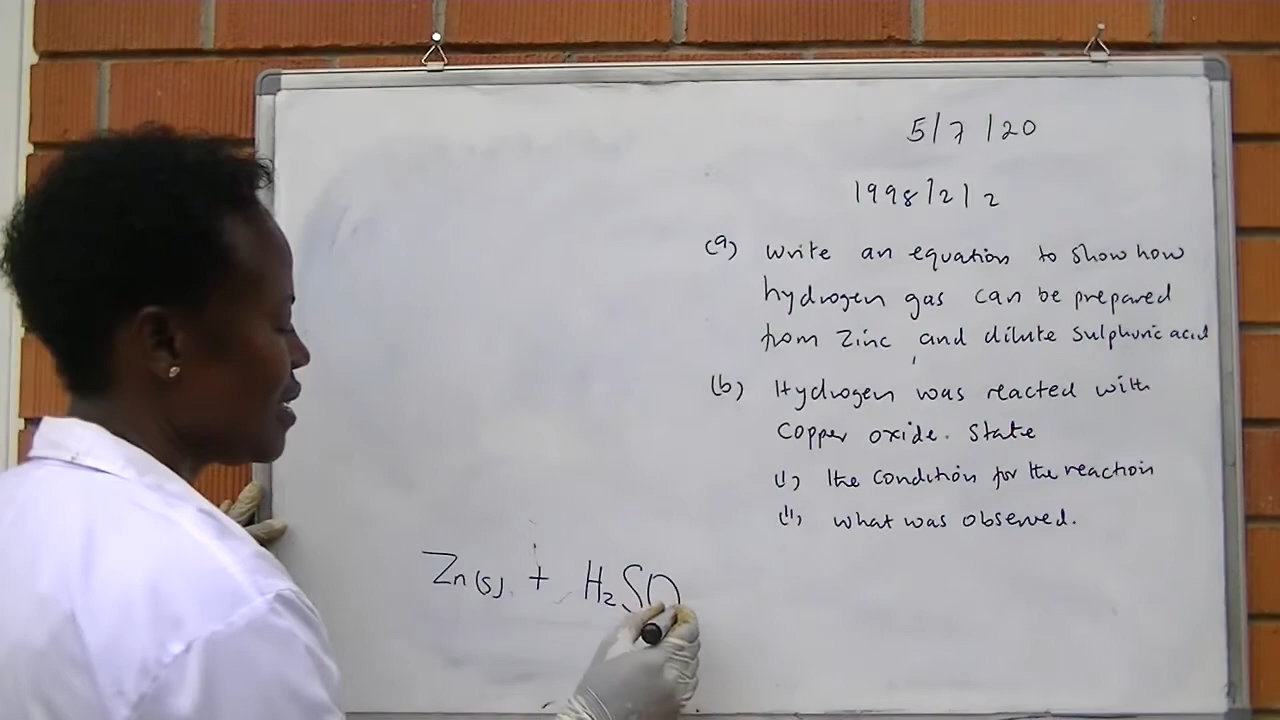 5/7/20
1998/2/2
(a) Write an equation to show how
hydrogen gas can be prepared
from Zinc, and dilute Sulphuric acid
(b) Hydrogen was reacted with
Copper oxide. State
(i) the condition for the reaction
(ii) what was observed.
Zn(s) + H₂SO